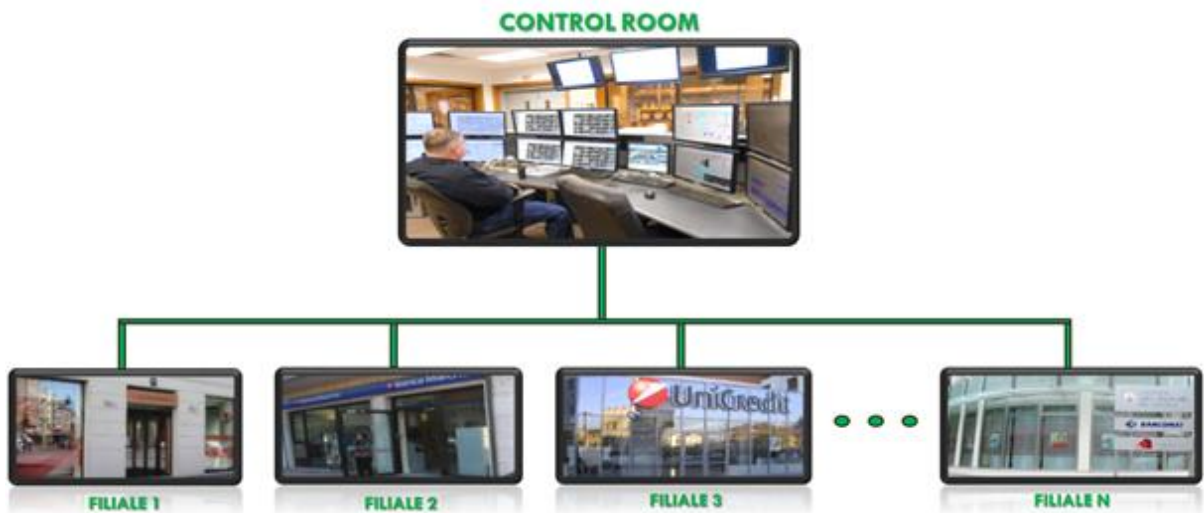 CONTROL ROOM
UniCredit
BANCOMAT
FILIALE 1
FILIALE 2
FILIALE 3
FILIALE N